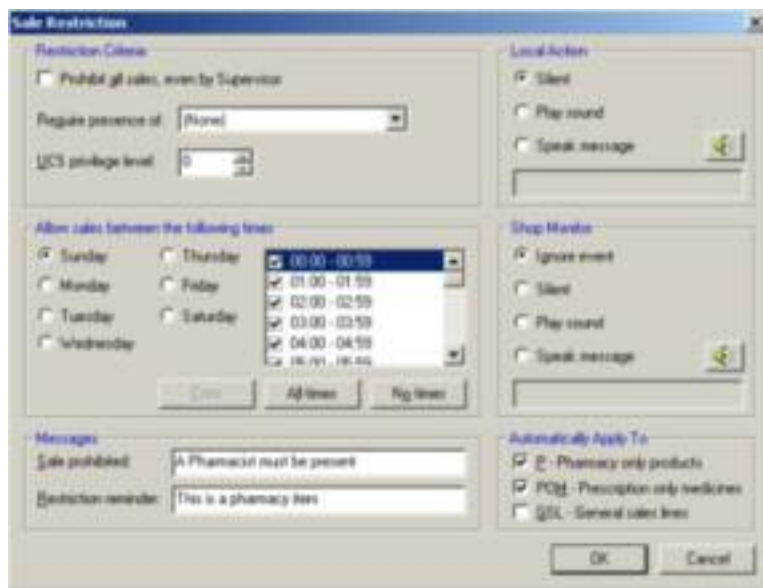 Sale Restriction
Restriction Criteria
Prohibit all sales, even by Supervisor
Require presence of (None)
UCS privilege level 0
Allow sales between the following times
Sunday
Thursday
Monday
Friday
Tuesday
Saturday
Wednesday
00:00 - 00:59
01:00 - 01:59
02:00 - 02:59
03:00 - 03:59
04:00 - 04:59
05:00 - 05:59
All times
No times
Messages
Sale prohibited: A Pharmacist must be present
Restriction reminder: This is a pharmacy item
Local Action
Silent
Play sound
Speak message
Shop Monitor
Ignore event
Silent
Play sound
Speak message
Automatically Apply To
P - Pharmacy only products
POM - Prescription only medicines
GSL - General sales lines
OK
Cancel